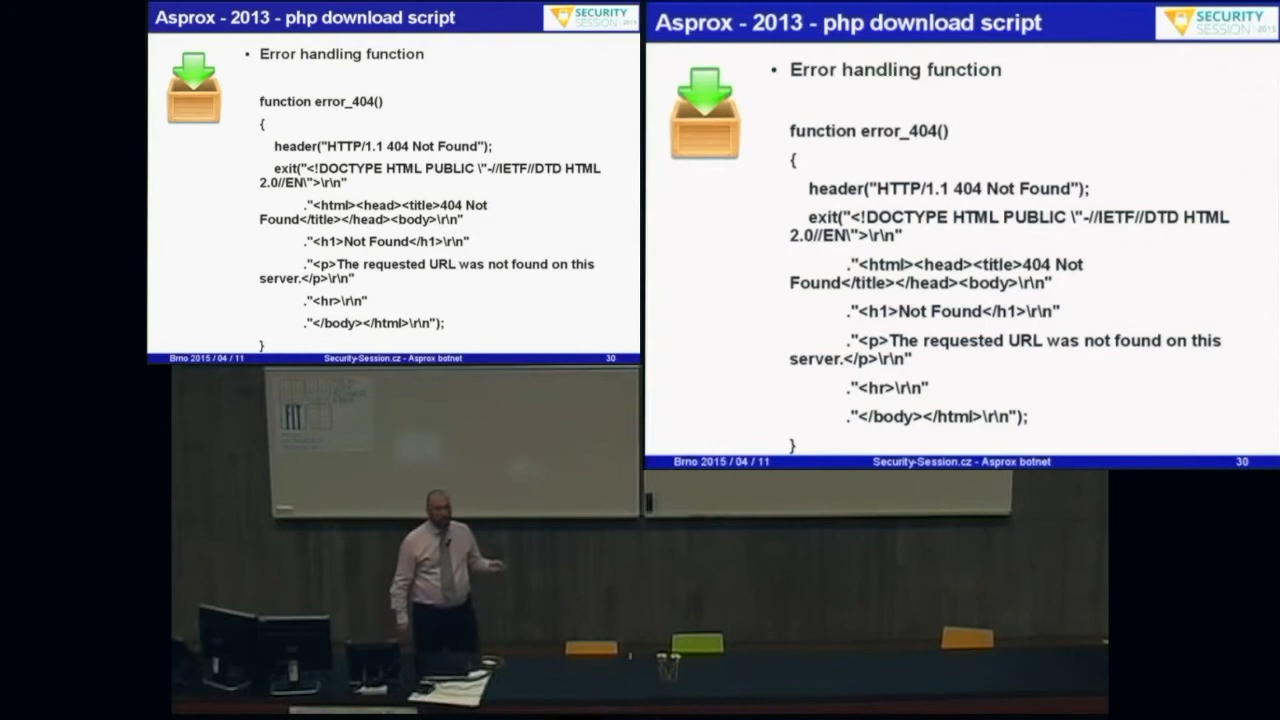 Asprox - 2013 - php download script
SECURITY
SESSION 2015
• Error handling function
function error_404()
{
header("HTTP/1.1 404 Not Found");
exit("<!DOCTYPE HTML PUBLIC \"-//IETF//DTD HTML
2.0//EN\">\r\n"
."<html><head><title>404 Not
Found</title></head><body>\r\n"
."<h1>Not Found</h1>\r\n"
."<p>The requested URL was not found on this
server.</p>\r\n"
."<hr>\r\n"
."</body></html>\r\n");
}
Brno 2015 / 04 / 11 Security-Session.cz - Asprox botnet 30
Asprox - 2013 - php download script
SECURITY
SESSION 2015
• Error handling function
function error_404()
{
header("HTTP/1.1 404 Not Found");
exit("<!DOCTYPE HTML PUBLIC \"-//IETF//DTD HTML
2.0//EN\">\r\n"
."<html><head><title>404 Not
Found</title></head><body>\r\n"
."<h1>Not Found</h1>\r\n"
."<p>The requested URL was not found on this
server.</p>\r\n"
."<hr>\r\n"
."</body></html>\r\n");
}
Brno 2015 / 04 / 11 Security-Session.cz - Asprox botnet 30
FIT